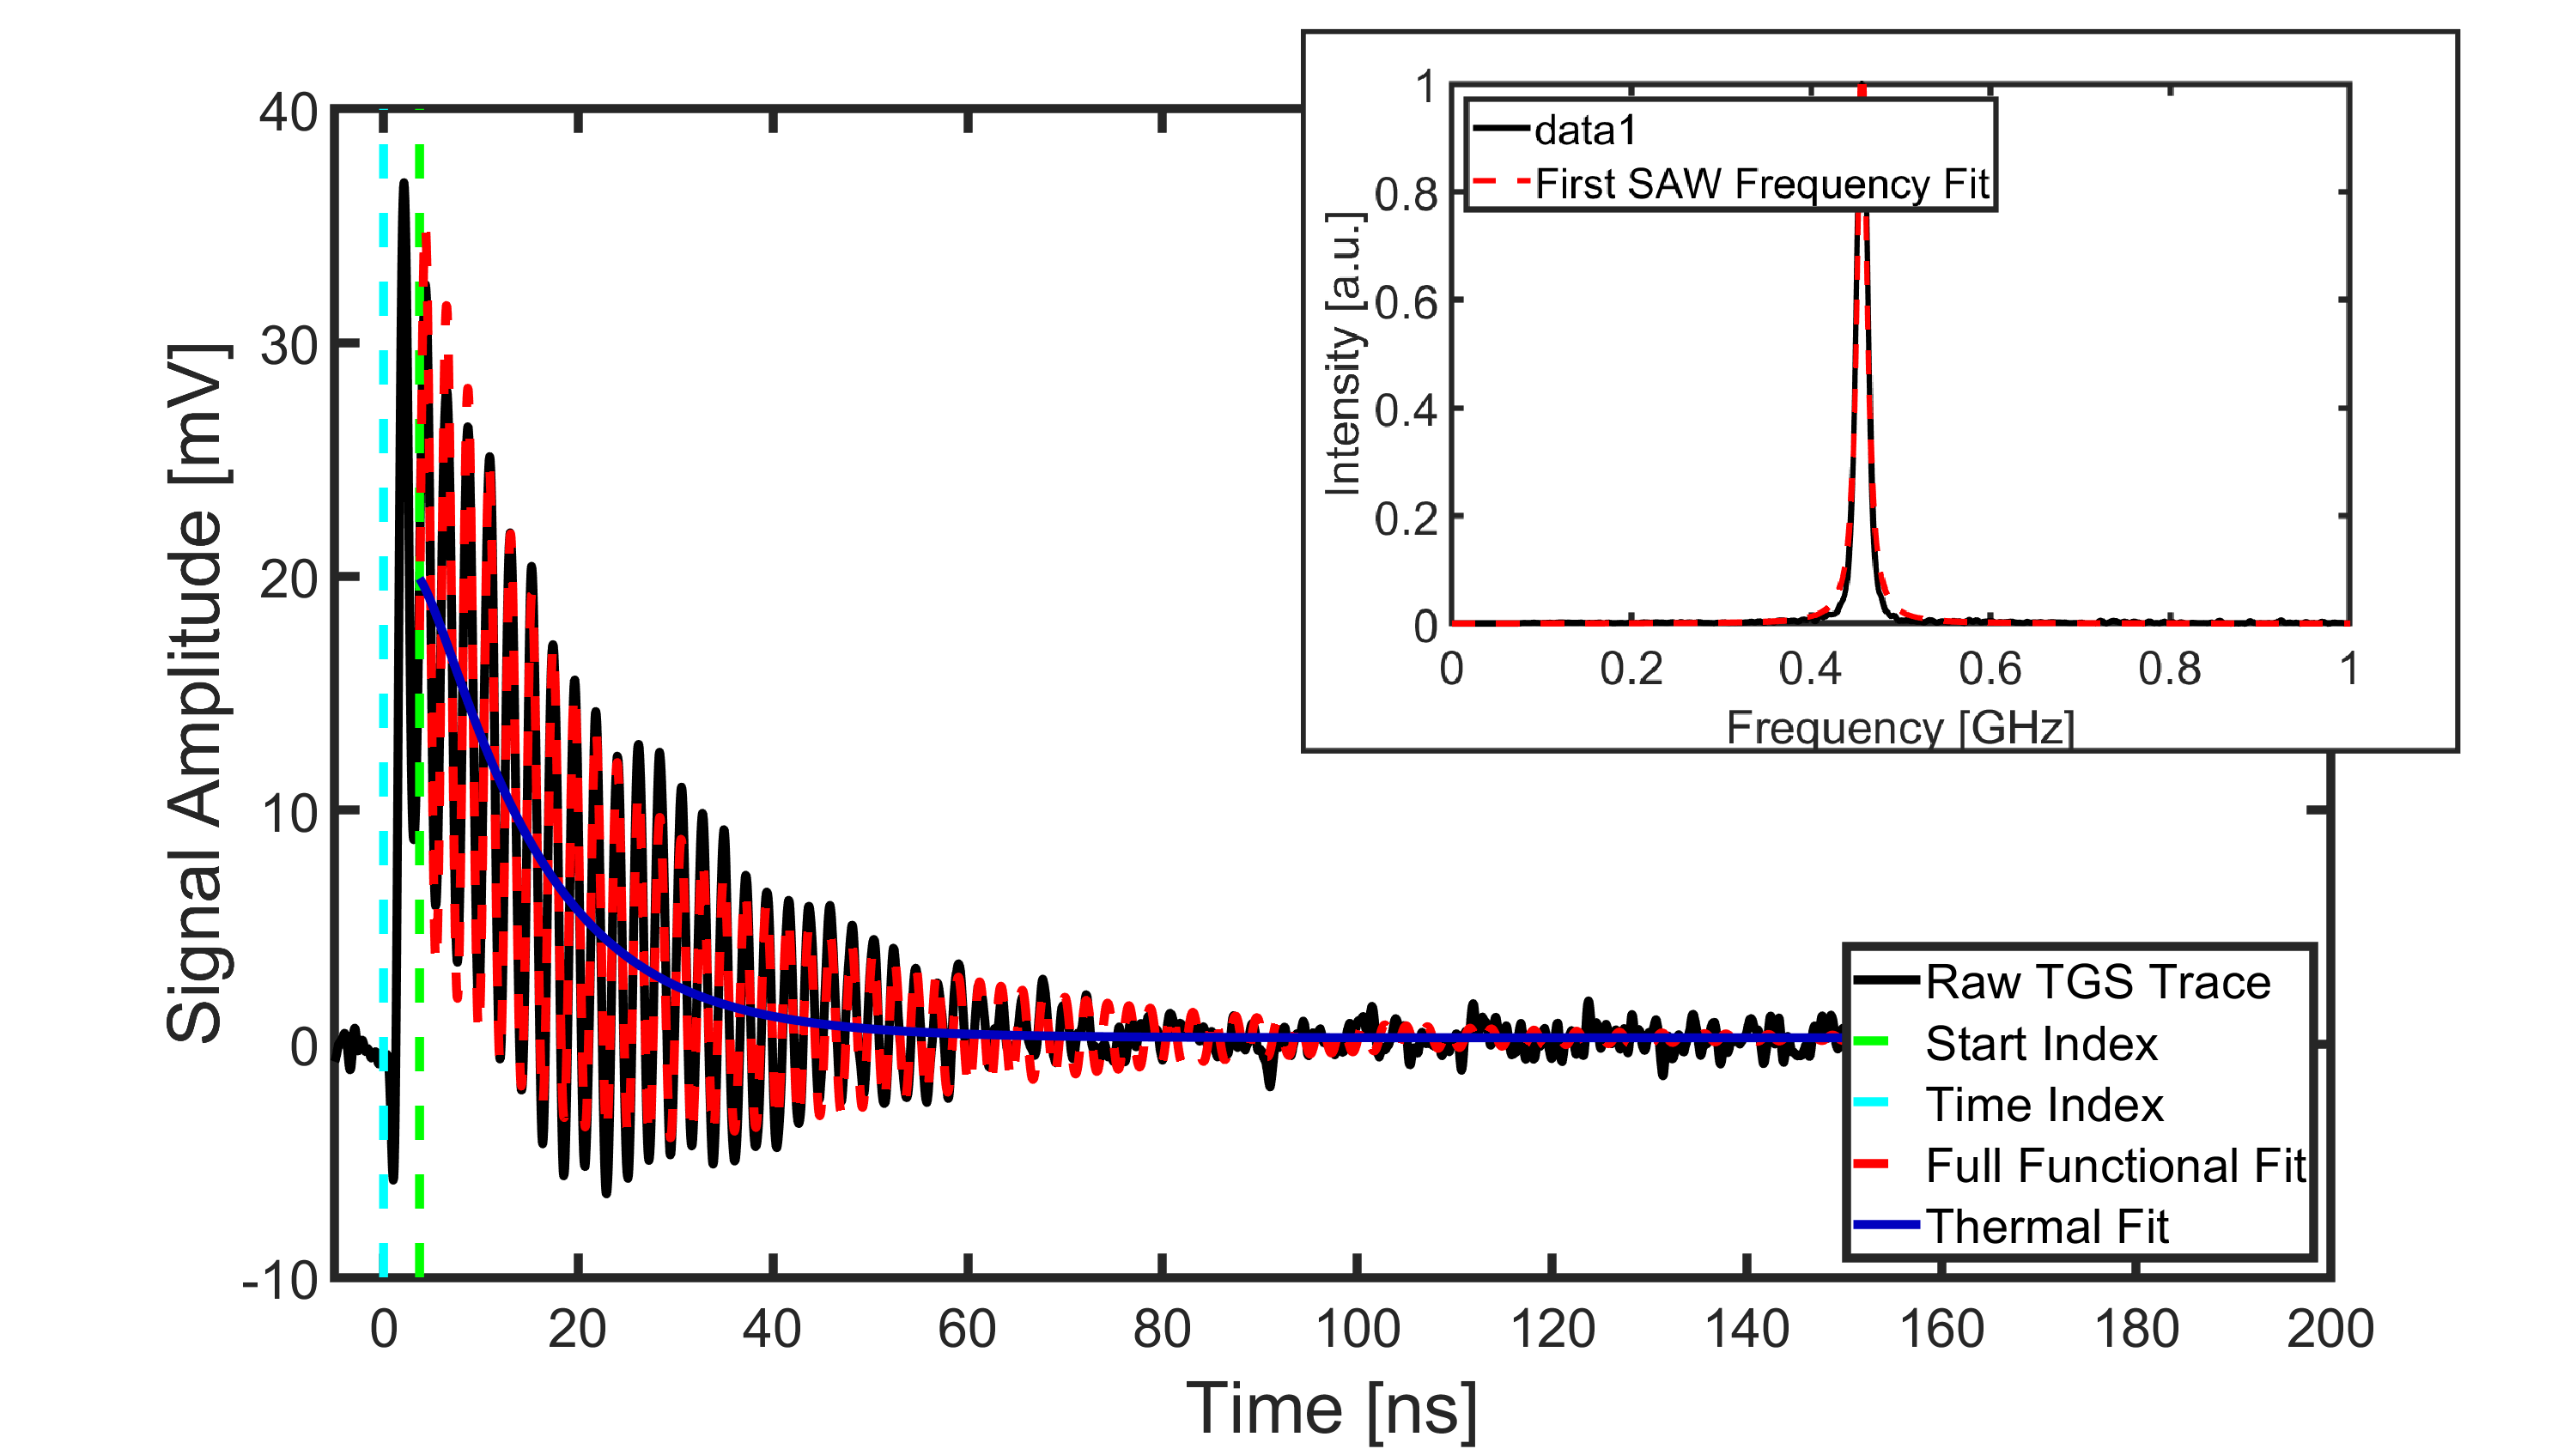 40
30
20
10
0
-10
Signal Amplitude [mV]
0 20 40 60 80 100 120 140 160 180 200
Time [ns]
1
0.8
0.6
0.4
0.2
0
Intensity [a.u.]
data1
First SAW Frequency Fit
0 0.2 0.4 0.6 0.8 1
Frequency [GHz]
Raw TGS Trace
Start Index
Time Index
Full Functional Fit
Thermal Fit